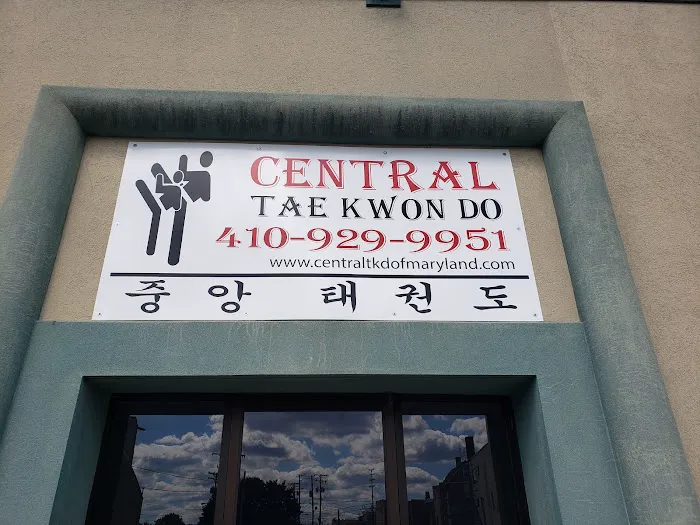 CENTRAL
TAE KWON DO
410-929-9951
www.centraltkdofmaryland.com
중 앙 태 권 도